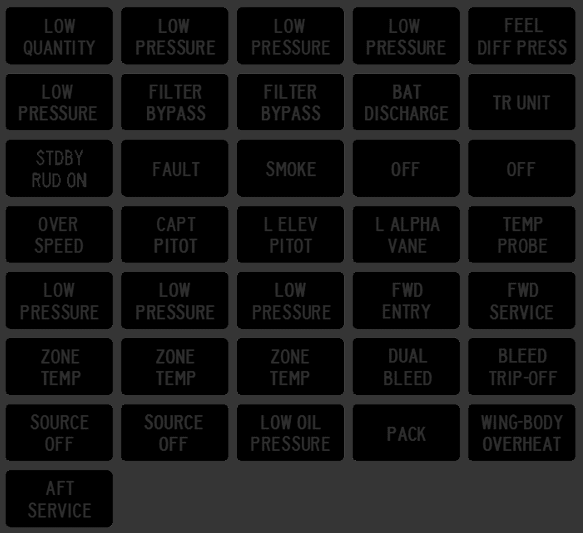 LOW
QUANTITY
LOW
PRESSURE
LOW
PRESSURE
LOW
PRESSURE
FEEL
DIFF PRESS
LOW
PRESSURE
FILTER
BYPASS
FILTER
BYPASS
BAT
DISCHARGE
TR UNIT
STDBY
RUD ON
FAULT
SMOKE
OFF
OFF
OVER
SPEED
CAPT
PITOT
L ELEV
PITOT
L ALPHA
VANE
TEMP
PROBE
LOW
PRESSURE
LOW
PRESSURE
LOW
PRESSURE
FWD
ENTRY
FWD
SERVICE
ZONE
TEMP
ZONE
TEMP
ZONE
TEMP
DUAL
BLEED
BLEED
TRIP-OFF
SOURCE
OFF
SOURCE
OFF
LOW OIL
PRESSURE
PACK
WING-BODY
OVERHEAT
AFT
SERVICE